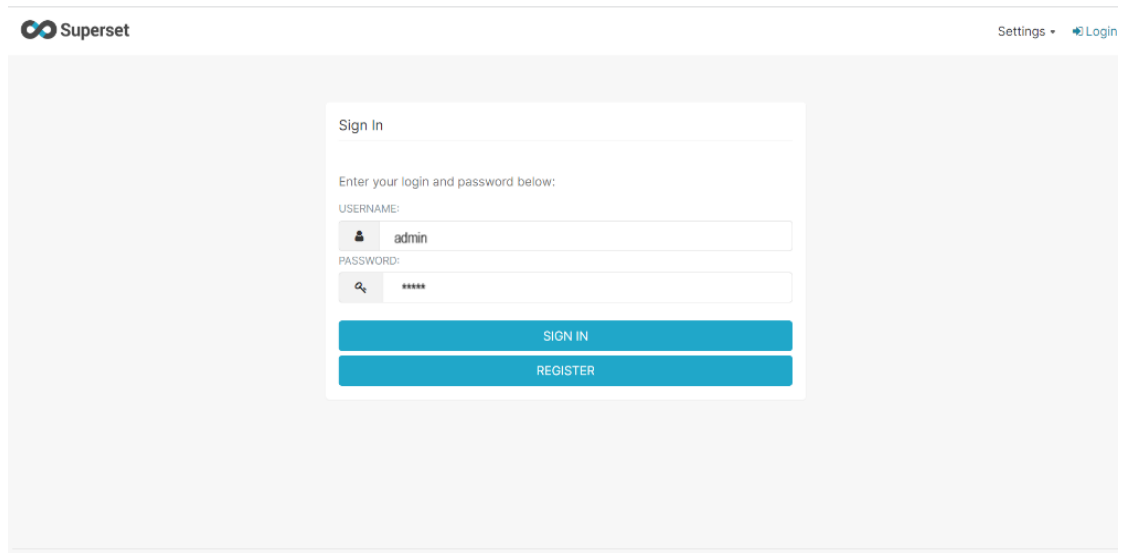 Superset
Settings
Login
Sign In
Enter your login and password below:
USERNAME:
admin
PASSWORD:
*****
SIGN IN
REGISTER